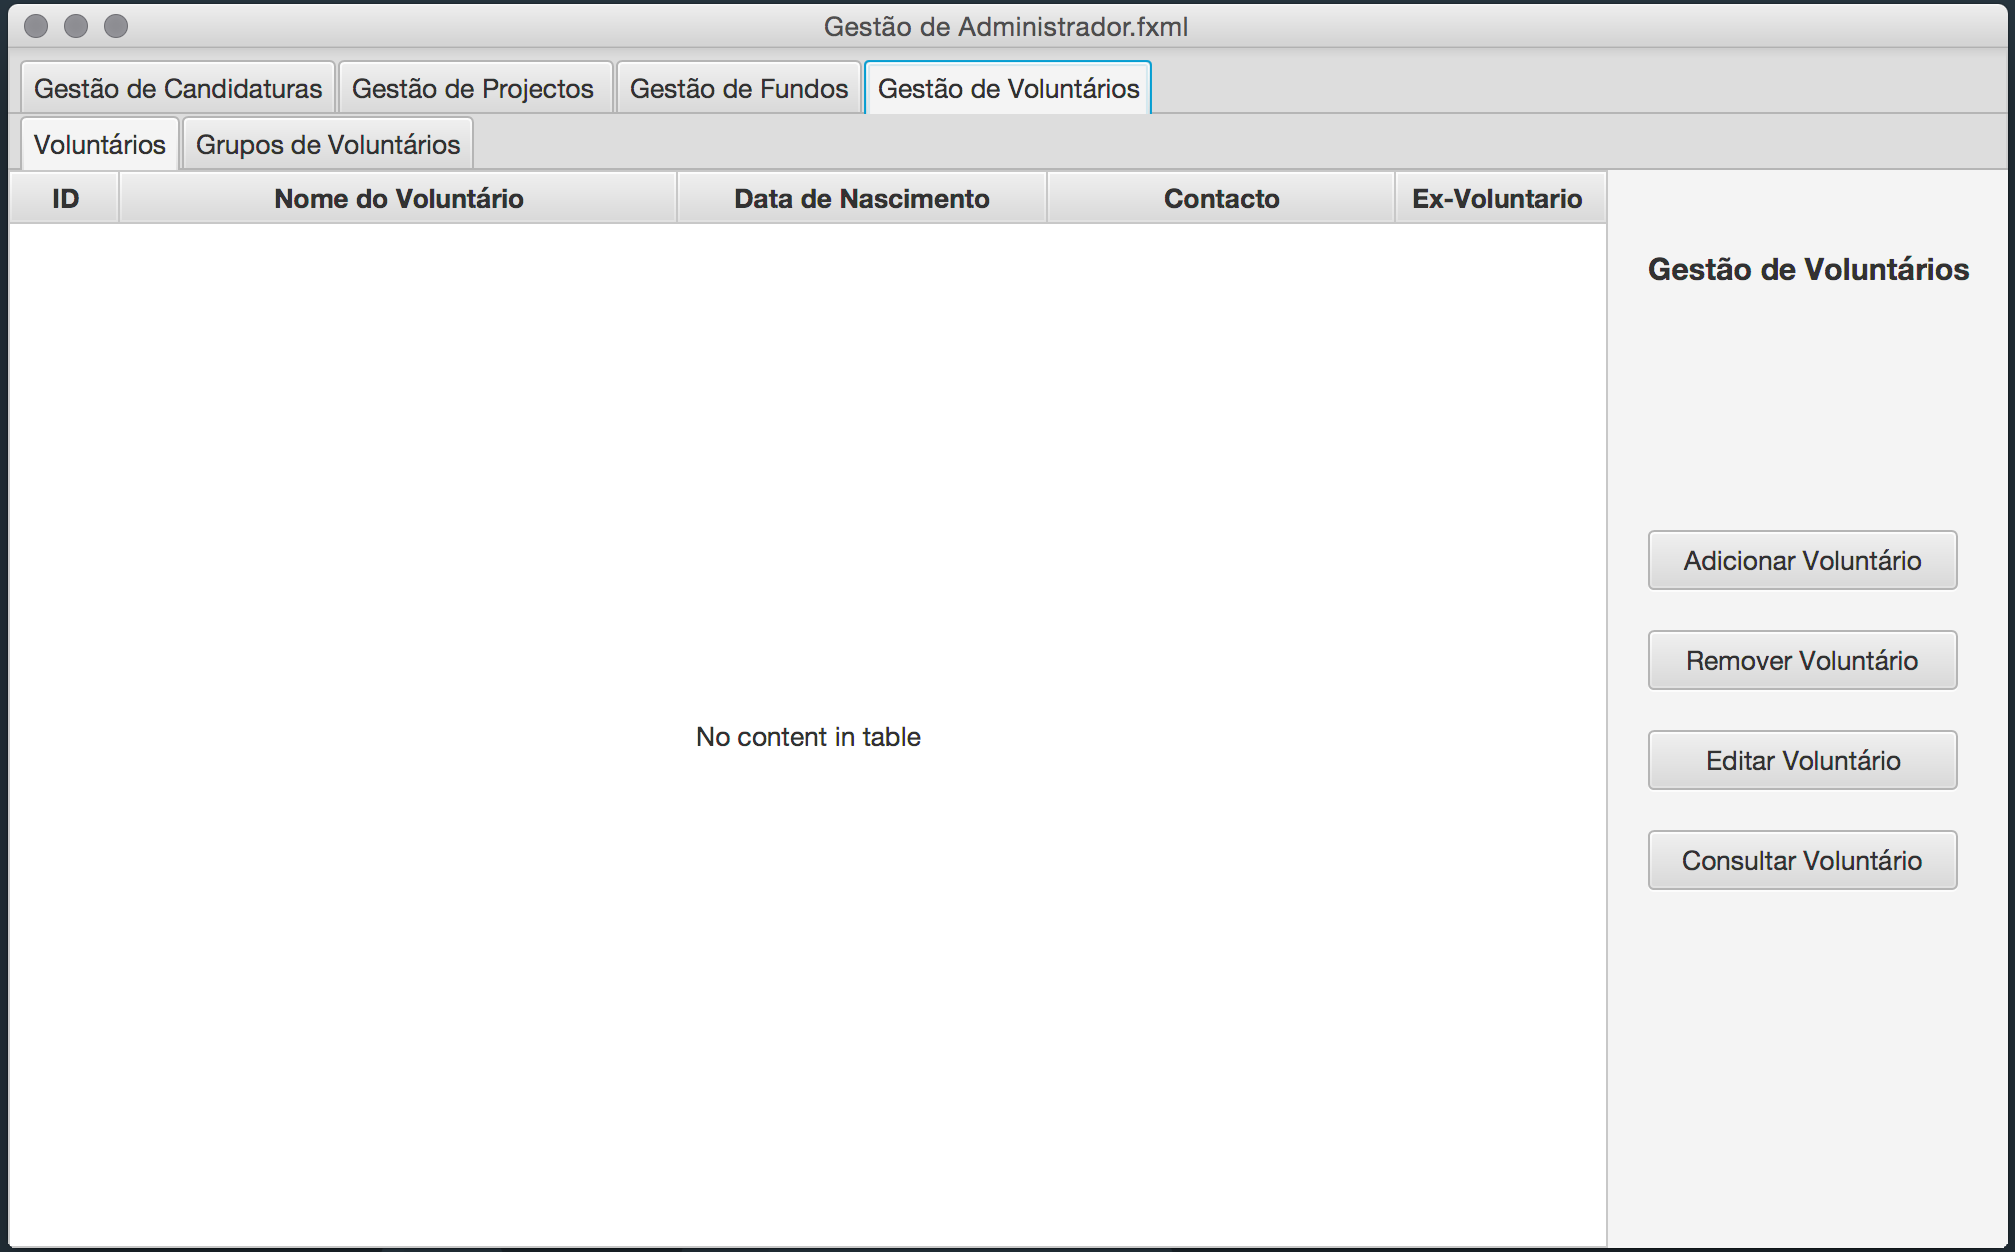 Gestão de Administrador.fxml
Gestão de Candidaturas Gestão de Projectos Gestão de Fundos Gestão de Voluntários
Voluntários Grupos de Voluntários
ID Nome do Voluntário Data de Nascimento Contacto Ex-Voluntario
Gestão de Voluntários
Adicionar Voluntário
Remover Voluntário
No content in table
Editar Voluntário
Consultar Voluntário